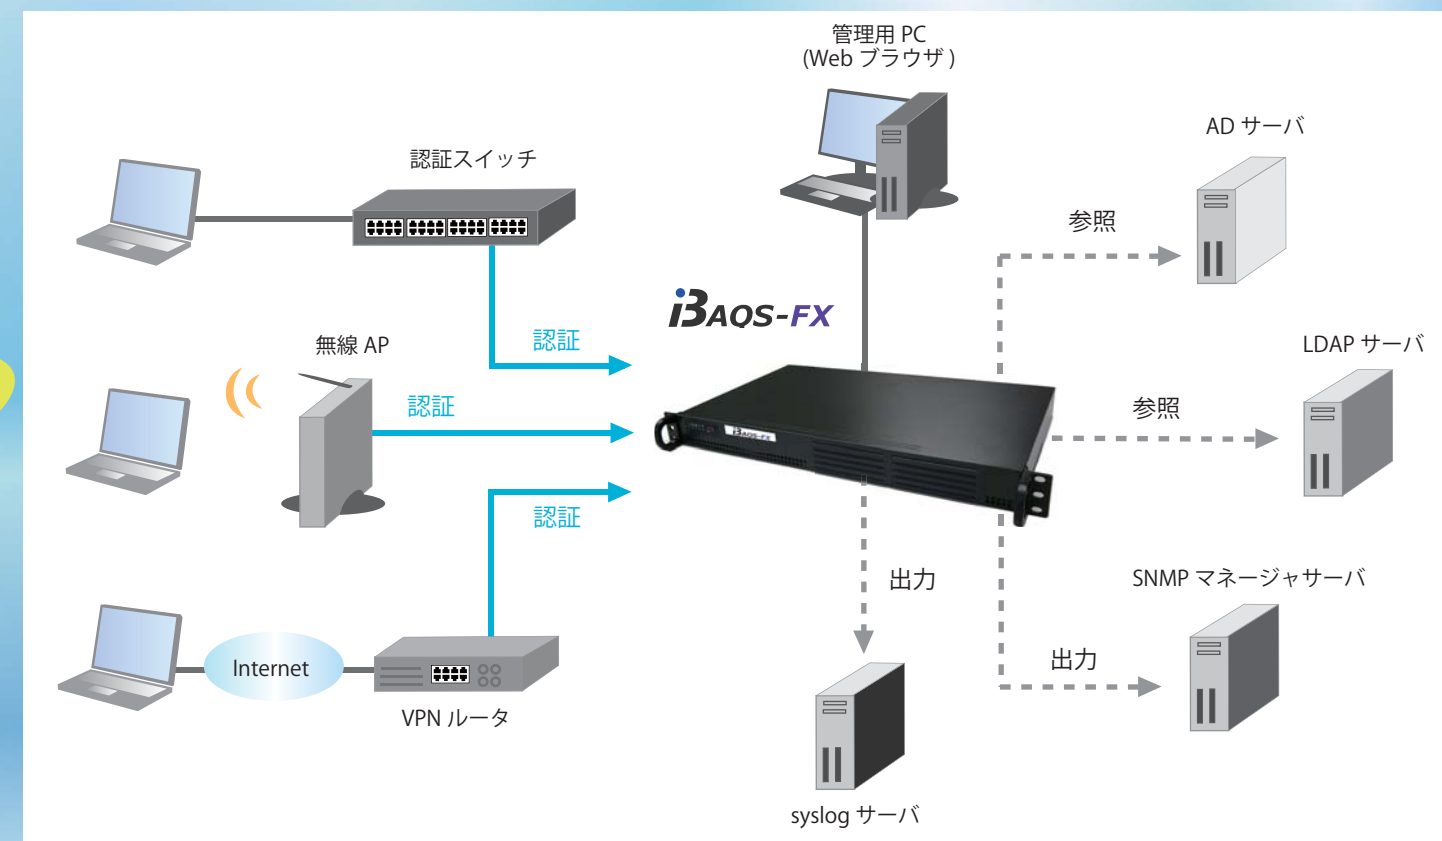 管理用 PC
(Web ブラウザ )
AD サーバ
認証スイッチ
参照
iBAQS-FX
認証
無線 AP
LDAP サーバ
認証
参照
iBAQS-FX
認証
出力
SNMP マネージャサーバ
Internet
出力
VPN ルータ
syslog サーバ